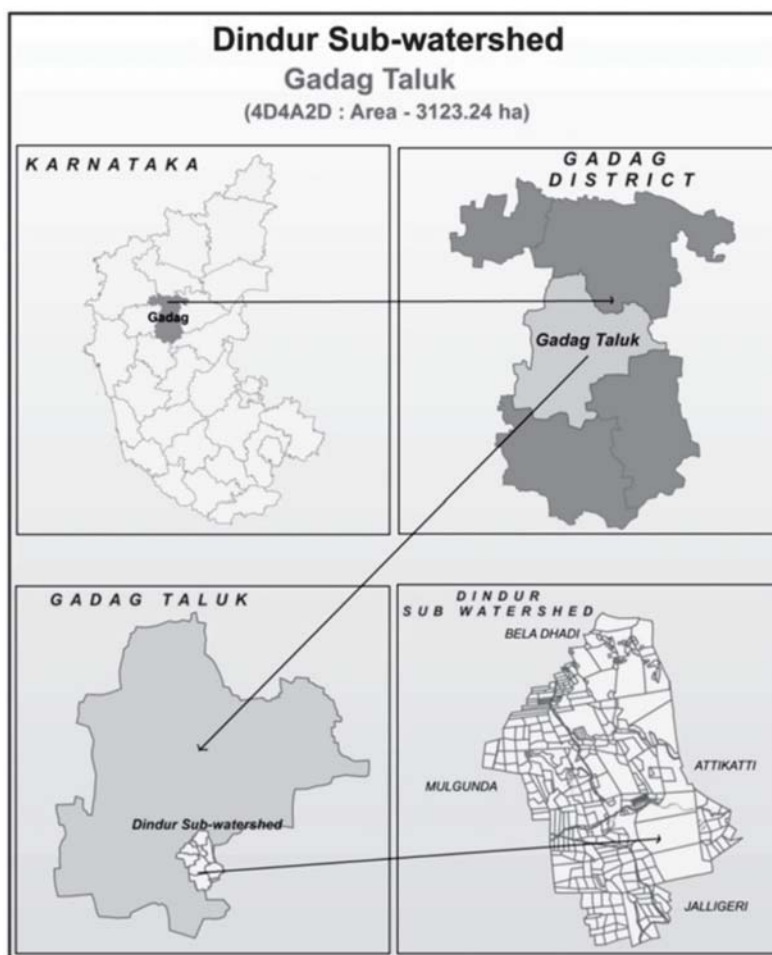 Dindur Sub-watershed
Gadag Taluk
(4D4A2D : Area - 3123.24 ha)
KARNATAKA
Gadag
GADAG
DISTRICT
Gadag Taluk
GADAG TALUK
Dindur Sub-watershed
DINDUR
SUB WATERSHED
BELA DHADI
ATTIKATTI
MULGUNDA
JALLIGERI